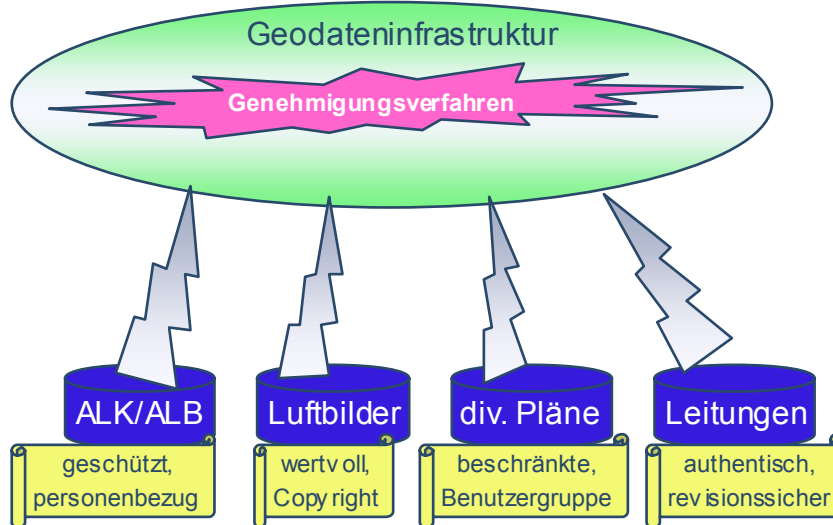 Geodateninfrastruktur
Genehmigungsverfahren
ALK/ALB
Luftbilder
div. Pläne
Leitungen
geschützt,
personenbezug
wertvoll,
Copyright
beschränkte,
Benutzergruppe
authentisch,
revisionssicher